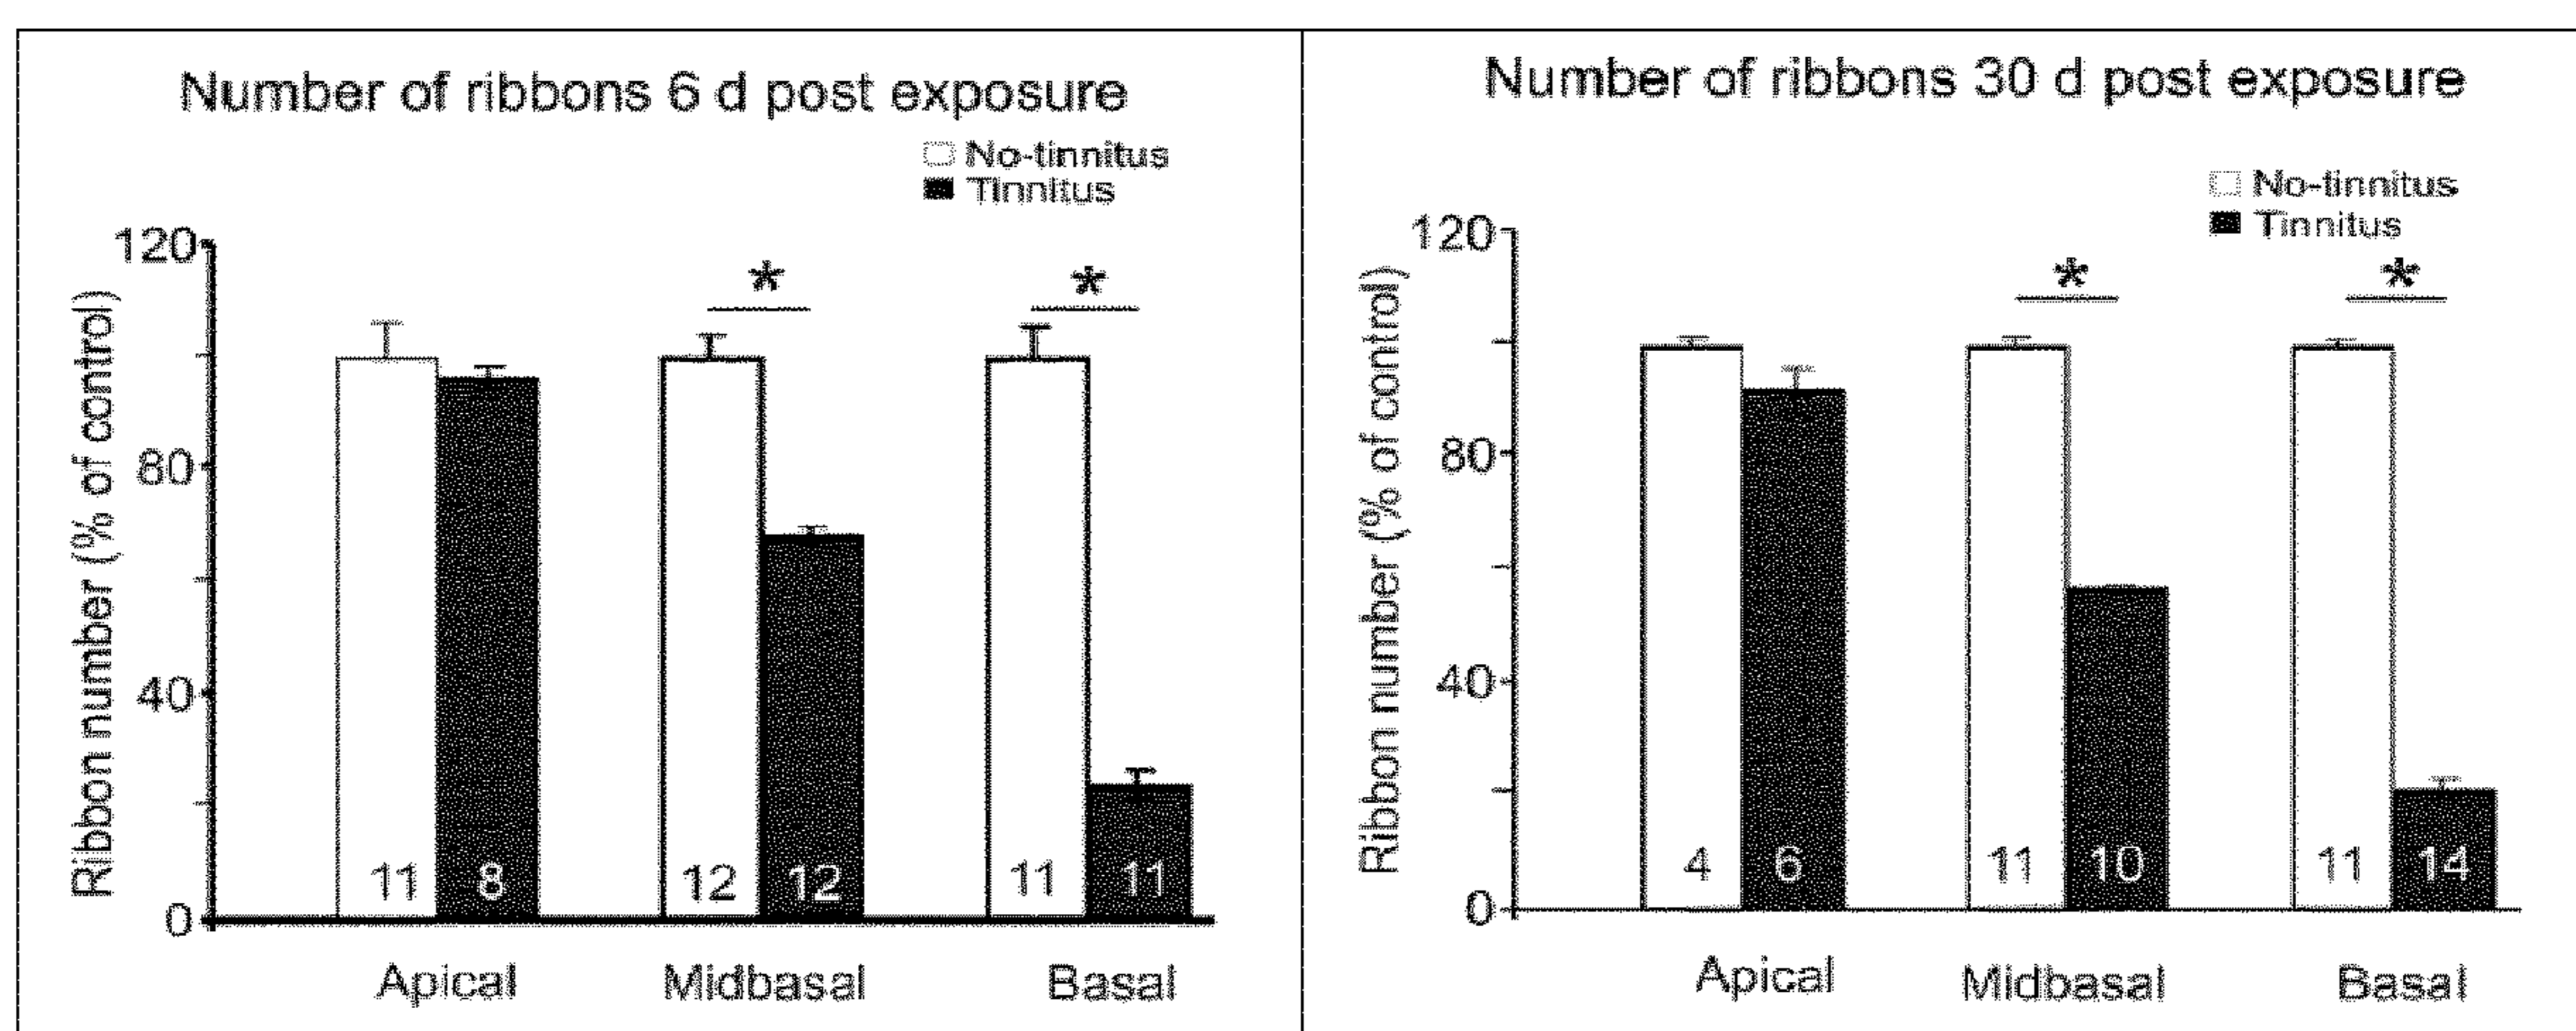 Number of ribbons 6 d post exposure
No-tinnitus
Tinnitus
120
80
40
0
Ribbon number (% of control)
*
*
11
8
12
12
11
11
Apical
Midbasal
Basal
Number of ribbons 30 d post exposure
No-tinnitus
Tinnitus
120
80
40
0
Ribbon number (% of control)
*
*
4
6
11
10
11
14
Apical
Midbasal
Basal